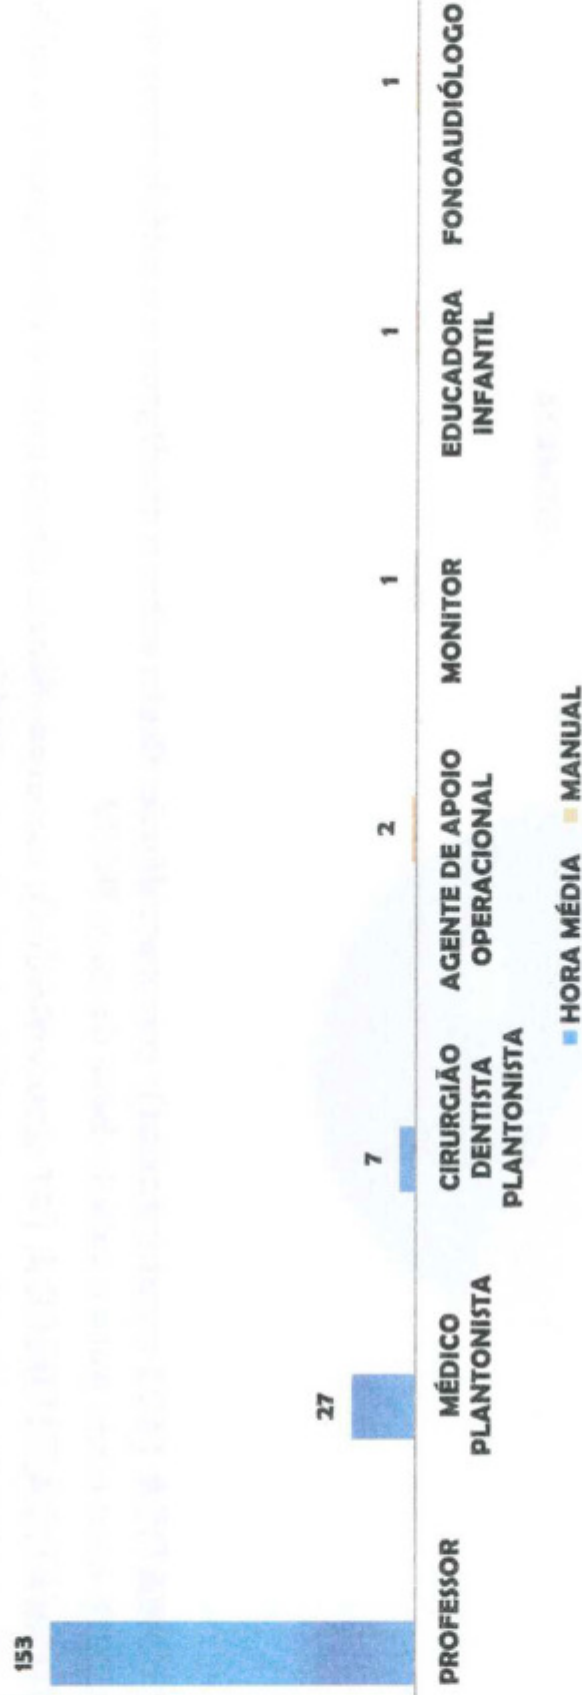 153
27
7
2
1
1
1
PROFESSOR
MÉDICO
PLANTONISTA
CIRURGIÃO
DENTISTA
PLANTONISTA
AGENTE DE APOIO
OPERACIONAL
MONITOR
EDUCADORA
INFANTIL
FONOAUDIÓLOGO
HORA MÉDIA
MANUAL